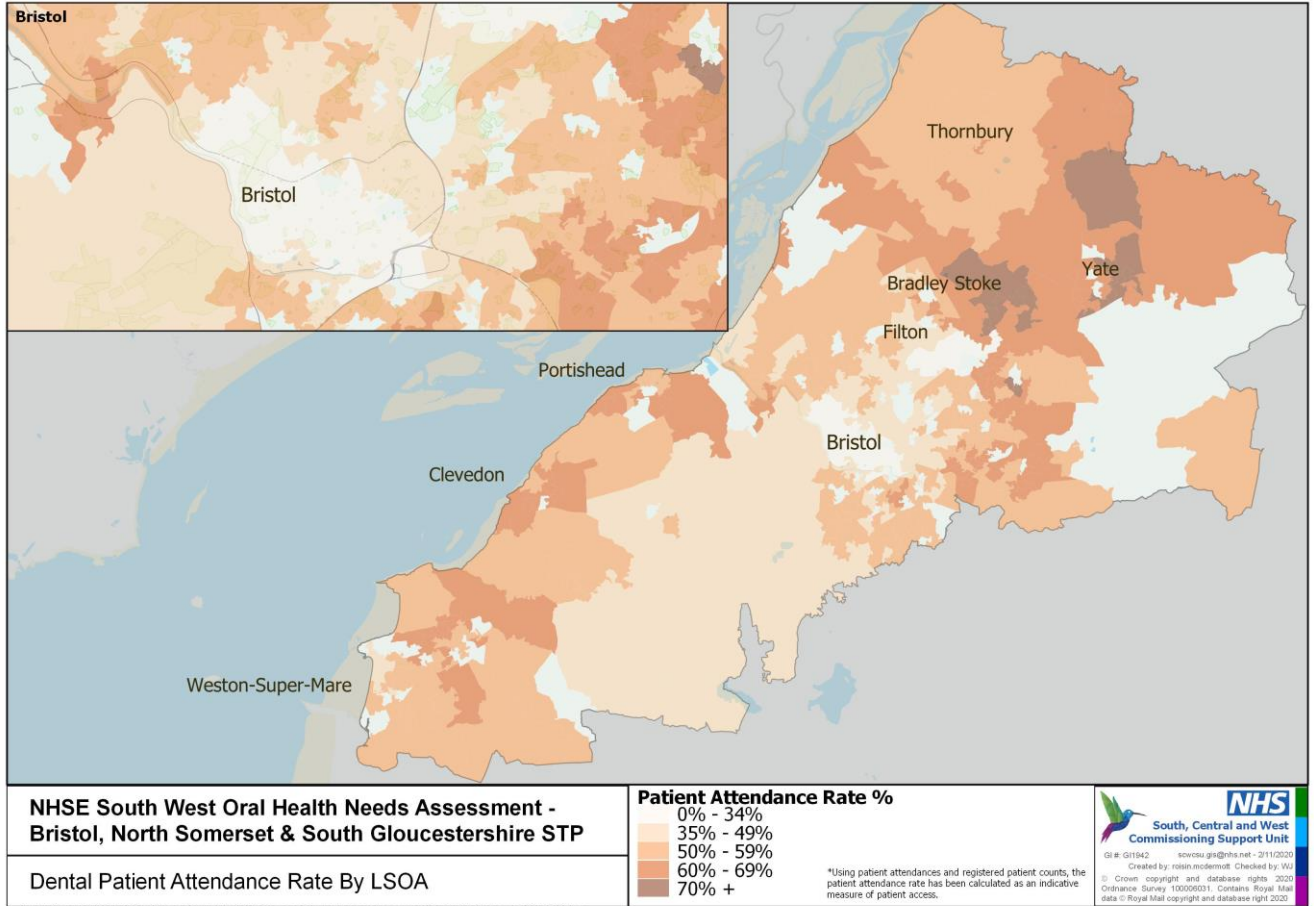 Bristol
Bristol
Thornbury
Bradley Stoke
Yate
Filton
Portishead
Bristol
Clevedon
Weston-Super-Mare
NHSE South West Oral Health Needs Assessment -
Bristol, North Somerset & South Gloucestershire STP
Dental Patient Attendance Rate By LSOA
Patient Attendance Rate %
0% - 34%
35% - 49%
50% - 59%
60% - 69%
70% +
*Using patient attendances and registered patient counts, the
patient attendance rate has been calculated as an indicative
measure of patient access.
NHS
South, Central and West
Commissioning Support Unit
GI #: GI1942 scwcsu.gis@nhs.net - 2/11/2020
Created by: roisin.mcdermott Checked by: WJ
© Crown copyright and database rights 2020
Ordnance Survey 100006031. Contains Royal Mail
data © Royal Mail copyright and database right 2020